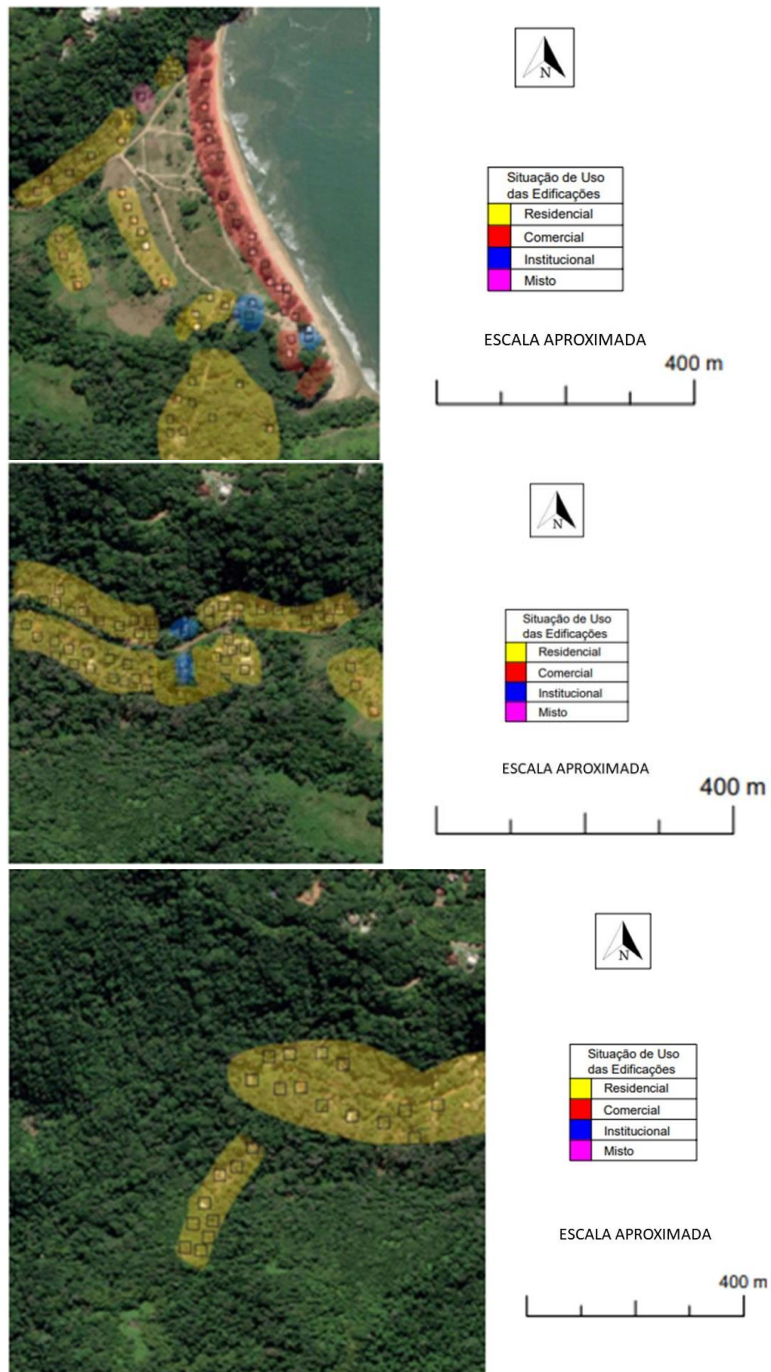 N
Situação de Uso
das Edificações
Residencial
Comercial
Institucional
Misto
ESCALA APROXIMADA
400 m
N
Situação de Uso
das Edificações
Residencial
Comercial
Institucional
Misto
ESCALA APROXIMADA
400 m
N
Situação de Uso
das Edificações
Residencial
Comercial
Institucional
Misto
ESCALA APROXIMADA
400 m